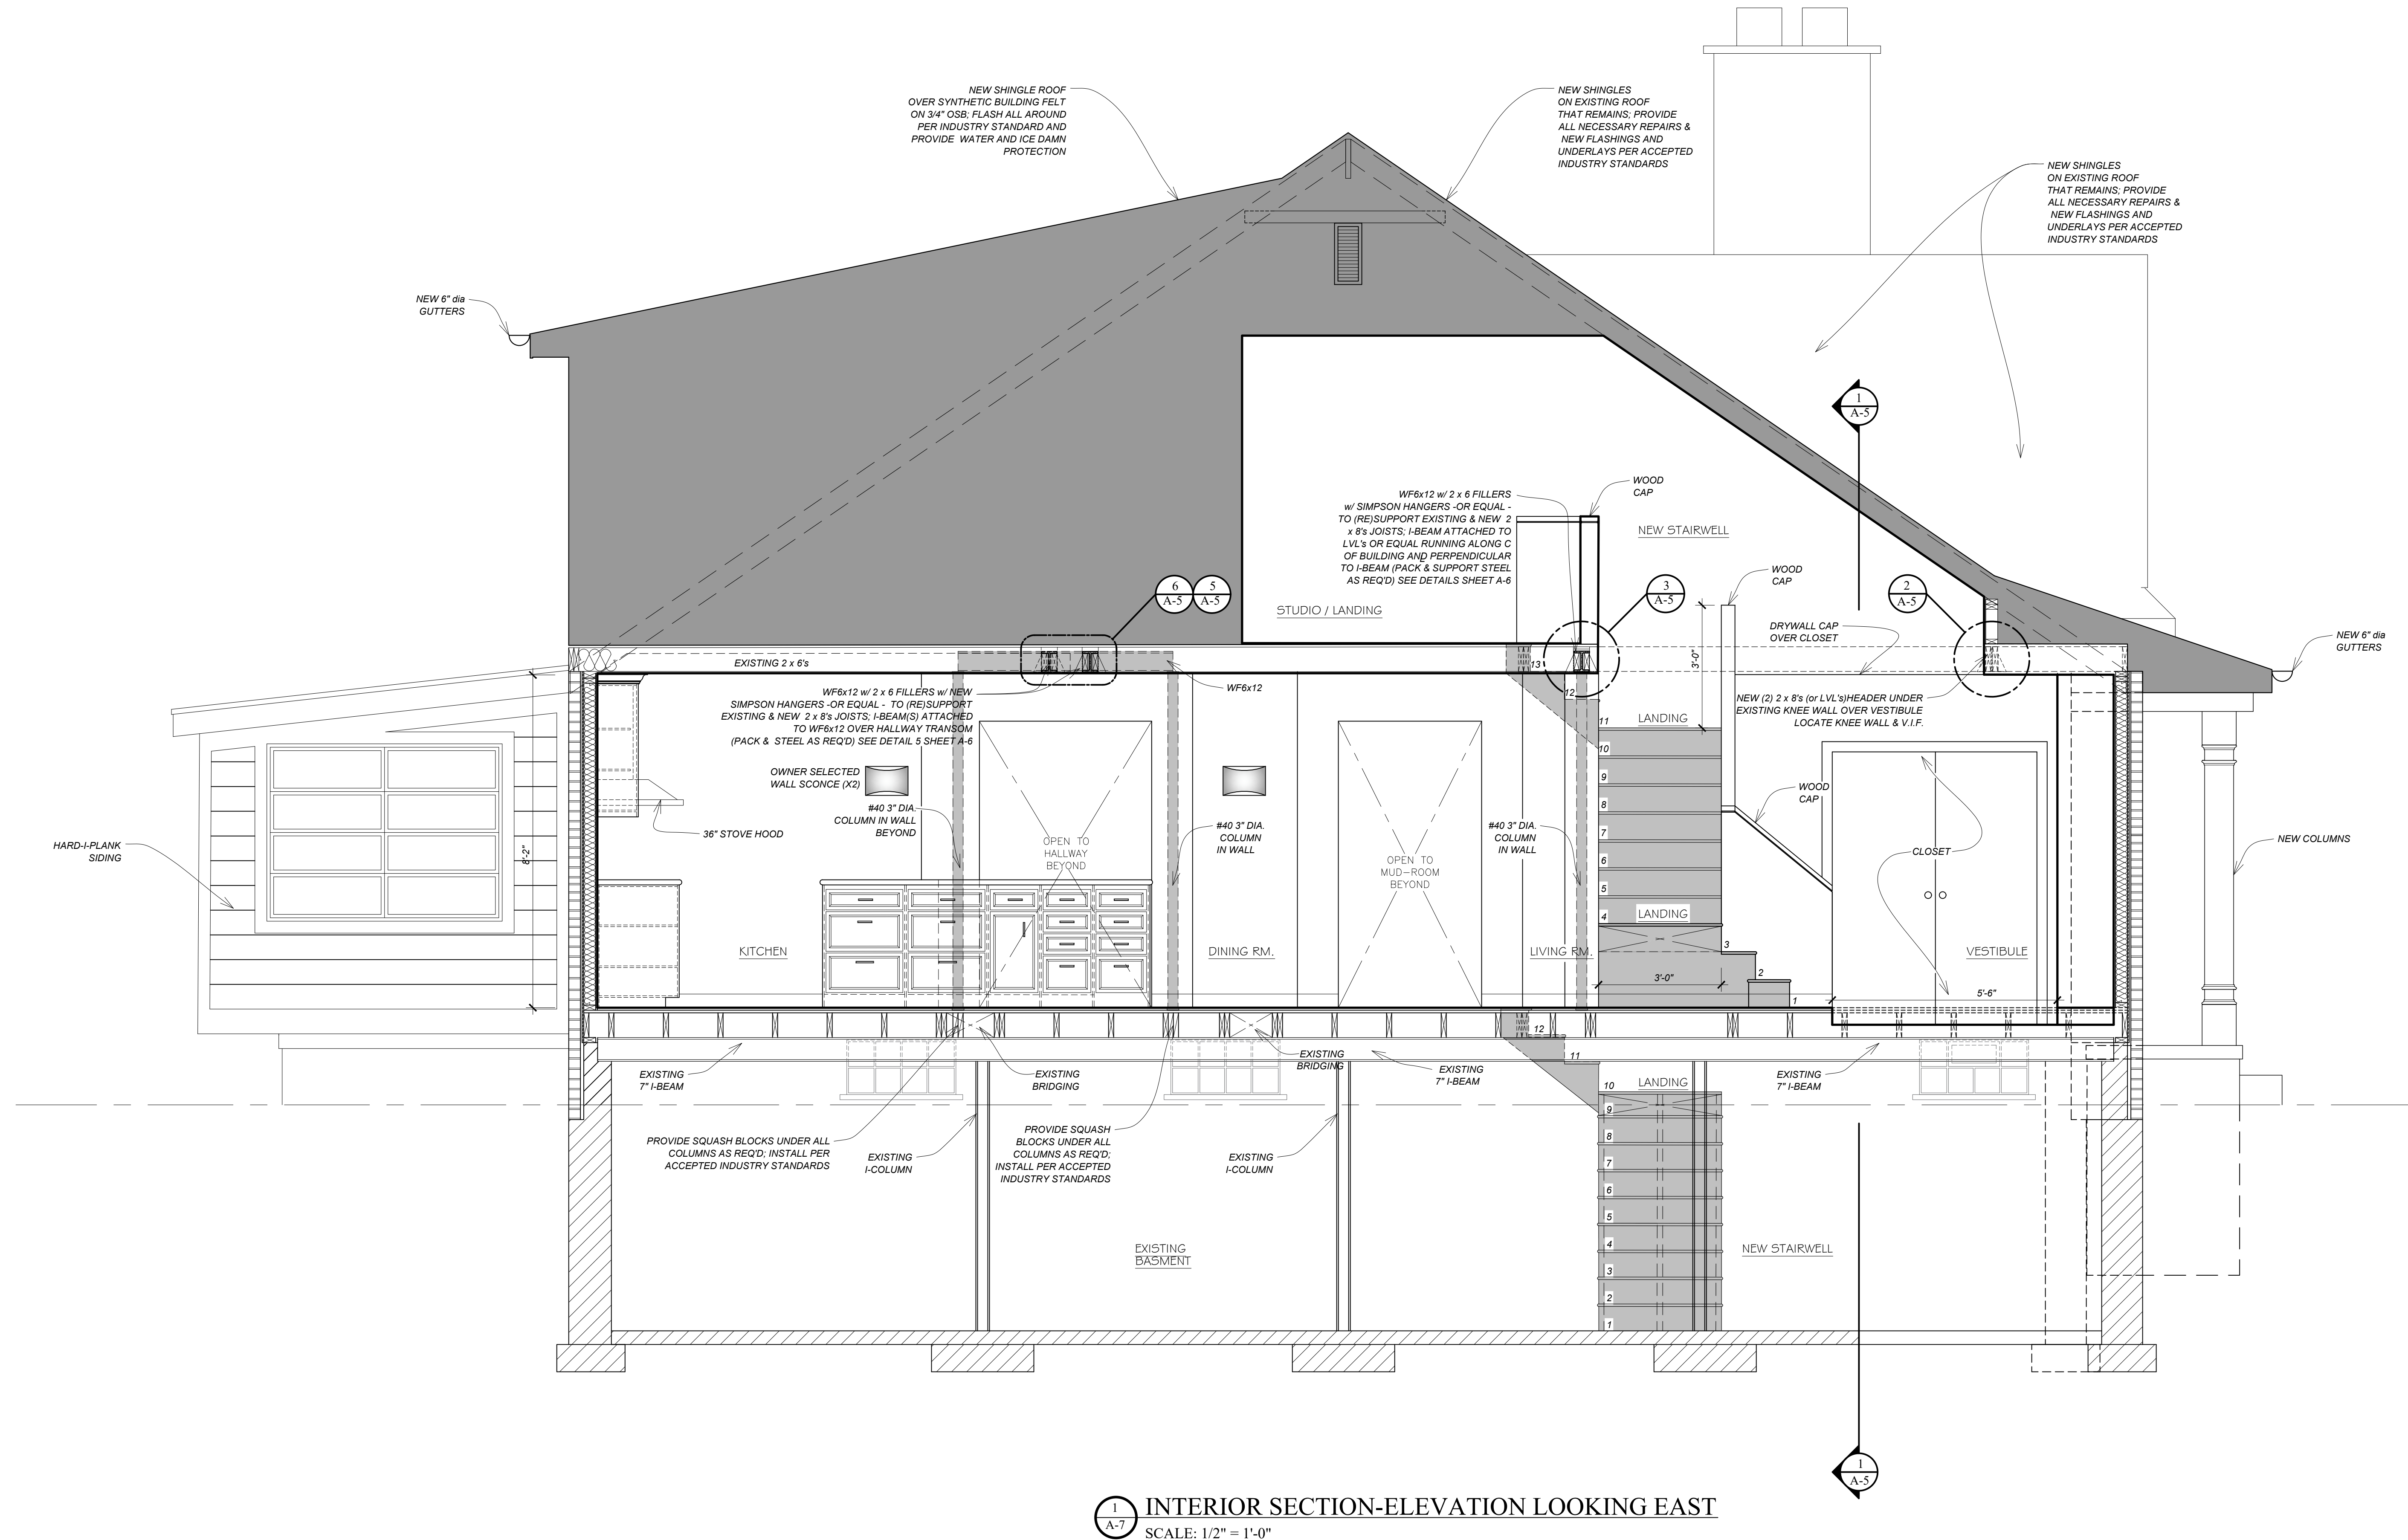 NEW SHINGLE ROOF
OVER SYNTHETIC BUILDING FELT
ON 3/4" OSB; FLASH ALL AROUND
PER INDUSTRY STANDARD AND
PROVIDE WATER AND ICE DAMN
PROTECTION
NEW SHINGLES
ON EXISTING ROOF
THAT REMAINS; PROVIDE
ALL NECESSARY REPAIRS &
NEW FLASHINGS AND
UNDERLAYS PER ACCEPTED
INDUSTRY STANDARDS
NEW SHINGLES
ON EXISTING ROOF
THAT REMAINS; PROVIDE
ALL NECESSARY REPAIRS &
NEW FLASHINGS AND
UNDERLAYS PER ACCEPTED
INDUSTRY STANDARDS
NEW 6" dia
GUTTERS
1
A-5
WOOD
CAP
WF6x12 w/ 2 x 6 FILLERS
w/ SIMPSON HANGERS -OR EQUAL -
TO (RE)SUPPORT EXISTING & NEW 2
x 8's JOISTS; I-BEAM ATTACHED TO
LVL's OR EQUAL RUNNING ALONG C
OF BUILDING AND PERPENDICULAR
TO I-BEAM (PACK & SUPPORT STEEL
AS REQ'D) SEE DETAILS SHEET A-6
NEW STAIRWELL
WOOD
CAP
6
A-5
5
A-5
3
A-5
2
A-5
STUDIO / LANDING
DRYWALL CAP
OVER CLOSET
NEW 6" dia
GUTTERS
3'-0"
EXISTING 2 x 6's
13
12
WF6x12
WF6x12 w/ 2 x 6 FILLERS w/ NEW
SIMPSON HANGERS -OR EQUAL - TO (RE)SUPPORT
EXISTING & NEW 2 x 8's JOISTS; I-BEAM(S) ATTACHED
TO WF6x12 OVER HALLWAY TRANSOM
(PACK & STEEL AS REQ'D) SEE DETAIL 5 SHEET A-6
NEW (2) 2 x 8's (or LVL's)HEADER UNDER
EXISTING KNEE WALL OVER VESTIBULE
LOCATE KNEE WALL & V.I.F.
11
LANDING
10
9
8
7
6
5
4
LANDING
3
2
1
OWNER SELECTED
WALL SCONCE (X2)
#40 3" DIA.
COLUMN IN WALL
BEYOND
36" STOVE HOOD
WOOD
CAP
#40 3" DIA.
COLUMN
IN WALL
#40 3" DIA.
COLUMN
IN WALL
OPEN TO
HALLWAY
BEYOND
OPEN TO
MUD-ROOM
BEYOND
CLOSET
NEW COLUMNS
HARD-I-PLANK
SIDING
8'-2"
KITCHEN
DINING RM.
LIVING RM.
VESTIBULE
3'-0"
5'-6"
12
11
EXISTING
7" I-BEAM
EXISTING
BRIDGING
EXISTING
BRIDGING
EXISTING
7" I-BEAM
EXISTING
7" I-BEAM
10
LANDING
9
8
7
6
5
4
3
2
1
PROVIDE SQUASH BLOCKS UNDER ALL
COLUMNS AS REQ'D; INSTALL PER
ACCEPTED INDUSTRY STANDARDS
EXISTING
I-COLUMN
PROVIDE SQUASH
BLOCKS UNDER ALL
COLUMNS AS REQ'D;
INSTALL PER ACCEPTED
INDUSTRY STANDARDS
EXISTING
I-COLUMN
EXISTING
BASMENT
NEW STAIRWELL
1
A-5
1
A-7
INTERIOR SECTION-ELEVATION LOOKING EAST
SCALE: 1/2" = 1'-0"